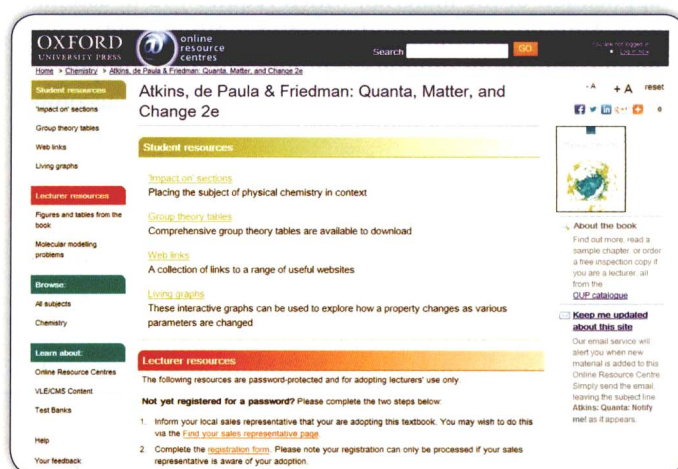 OXFORD
UNIVERSITY PRESS
online
resource
centres
Search
GO
You are not logged in
Log in
Home > Chemistry > Atkins, de Paula & Friedman: Quanta, Matter, and Change 2e
Student resources
'Impact on' sections
Group theory tables
Web links
Living graphs
Lecturer resources
Figures and tables from the
book
Molecular modelling
problems
Browse:
All subjects
Chemistry
Learn about:
Online Resource Centres
VLE/CMS Content
Test Banks
Help
Your feedback
Atkins, de Paula & Friedman: Quanta, Matter, and
Change 2e
Student resources
'Impact on' sections
Placing the subject of physical chemistry in context
Group theory tables
Comprehensive group theory tables are available to download
Web links
A collection of links to a range of useful websites
Living graphs
These interactive graphs can be used to explore how a property changes as various
parameters are changed
Lecturer resources
The following resources are password-protected and for adopting lecturers' use only.
Not yet registered for a password? Please complete the two steps below:
1. Inform your local sales representative that you are adopting this textbook. You may wish to do this
via the Find your sales representative page.
2. Complete the registration form. Please note your registration can only be processed if your sales
representative is aware of your adoption.
- A + A reset
0
About the book
Find out more, read a
sample chapter, or order
a free inspection copy if
you are a lecturer, all
from the
OUP catalogue
Keep me updated
about this site
Our email service will
alert you when new
material is added to this
Online Resource Centre.
Simply send the email,
leaving the subject line
Atkins: Quanta: Notify
me! as it appears.